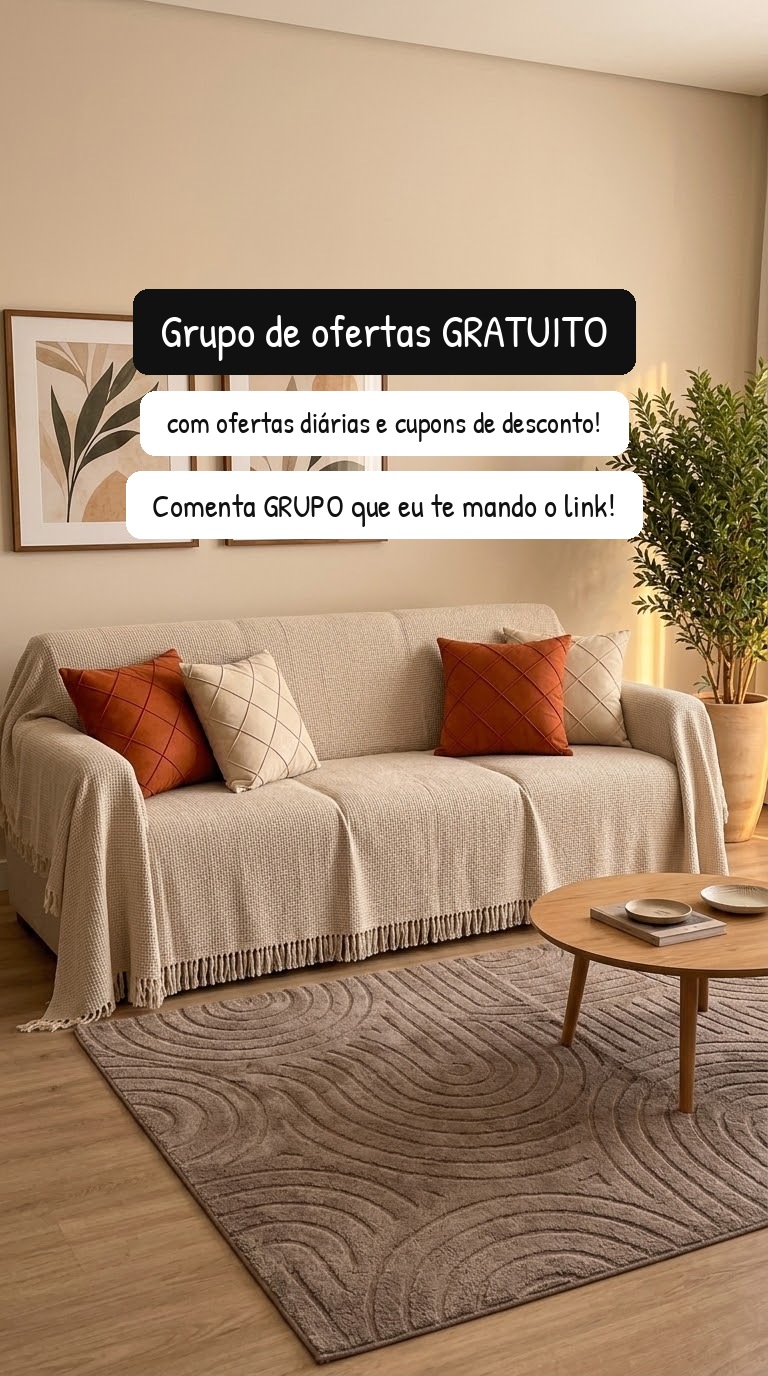 Grupo de ofertas GRATUITO
com ofertas diárias e cupons de desconto!
Comenta GRUPO que eu te mando o link!